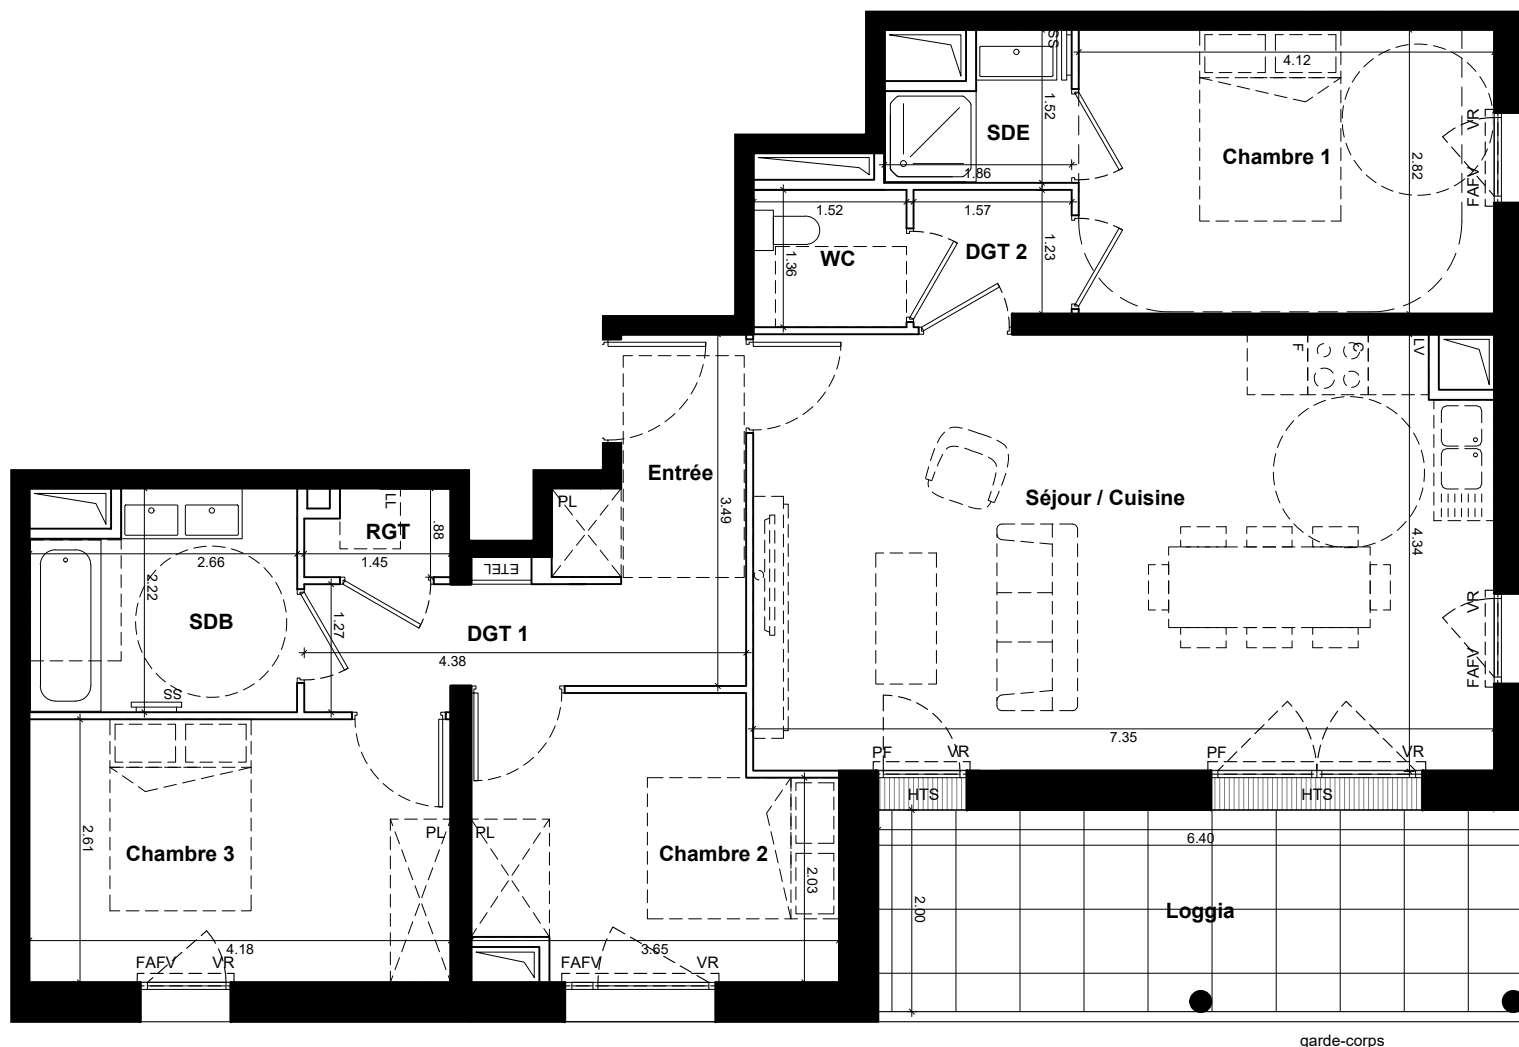 SS
4.12
1.52
SDE
Chambre 1
VR
2.82
FAFV
1.86
1.52
1.57
WC
1.36
DGT 2
1.23
F
C
LV
Entrée
3.49
Séjour / Cuisine
4.34
PL
LL
RGT
.88
2.66
1.45
2.22
ETEL
SDB
1.27
DGT 1
4.38
SS
VR
FAFV
7.35
PF
VR
PF
VR
HTS
HTS
6.40
2.61
Chambre 3
PL
PL
Chambre 2
2.03
Loggia
2.00
4.18
3.65
FAFV
VR
FAFV
VR
garde-corps